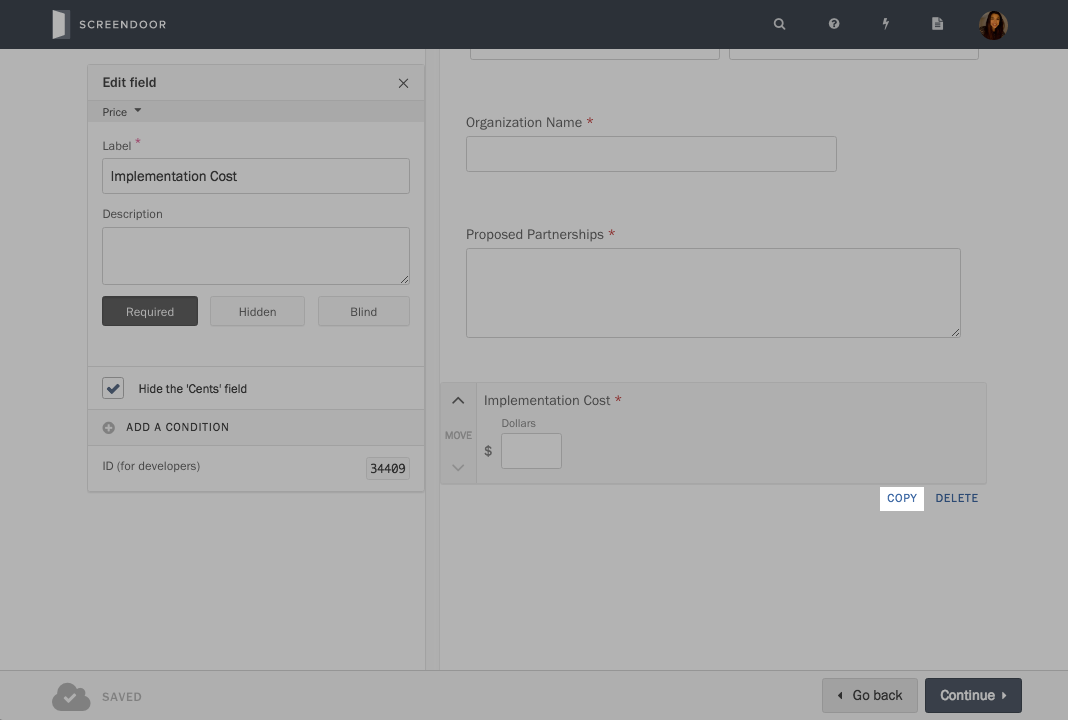 SCREENDOOR
Edit field
Price
Label *
Implementation Cost
Description
Required
Hidden
Blind
Hide the 'Cents' field
ADD A CONDITION
ID (for developers)
34409
Organization Name *
Proposed Partnerships *
MOVE
Implementation Cost *
Dollars
$
COPY
DELETE
SAVED
Go back
Continue